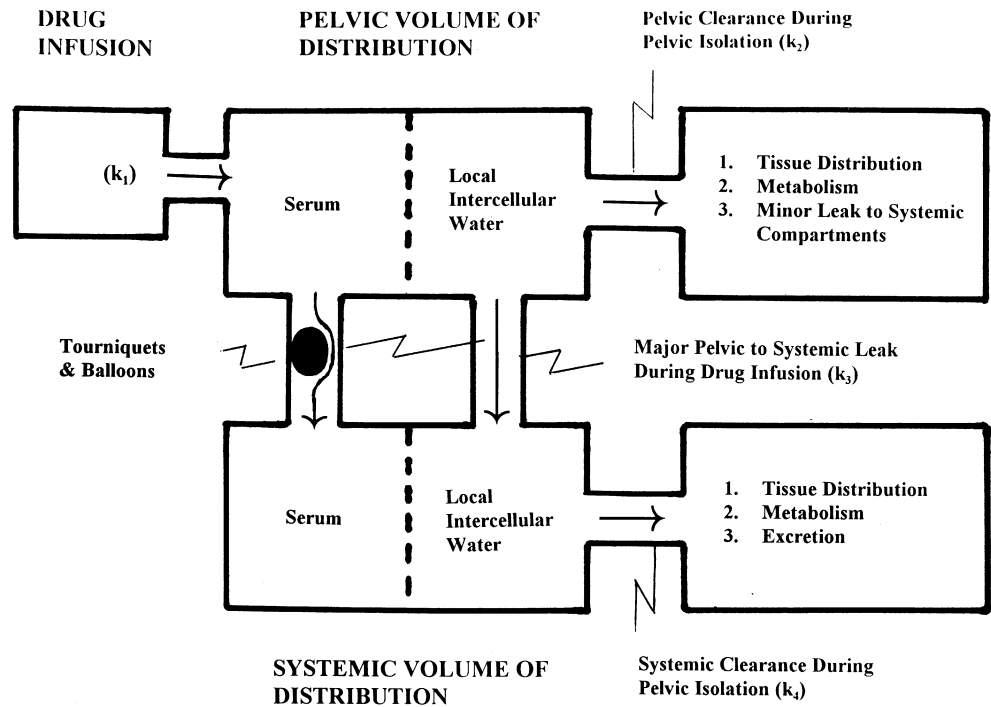 DRUG
INFUSION
PELVIC VOLUME OF
DISTRIBUTION
Pelvic Clearance During
Pelvic Isolation (k₂)
(k₁)
Serum
Local
Intercellular
Water
1. Tissue Distribution
2. Metabolism
3. Minor Leak to Systemic
Compartments
Tourniquets
& Balloons
Major Pelvic to Systemic Leak
During Drug Infusion (k₃)
Serum
Local
Intercellular
Water
1. Tissue Distribution
2. Metabolism
3. Excretion
SYSTEMIC VOLUME OF
DISTRIBUTION
Systemic Clearance During
Pelvic Isolation (k₄)